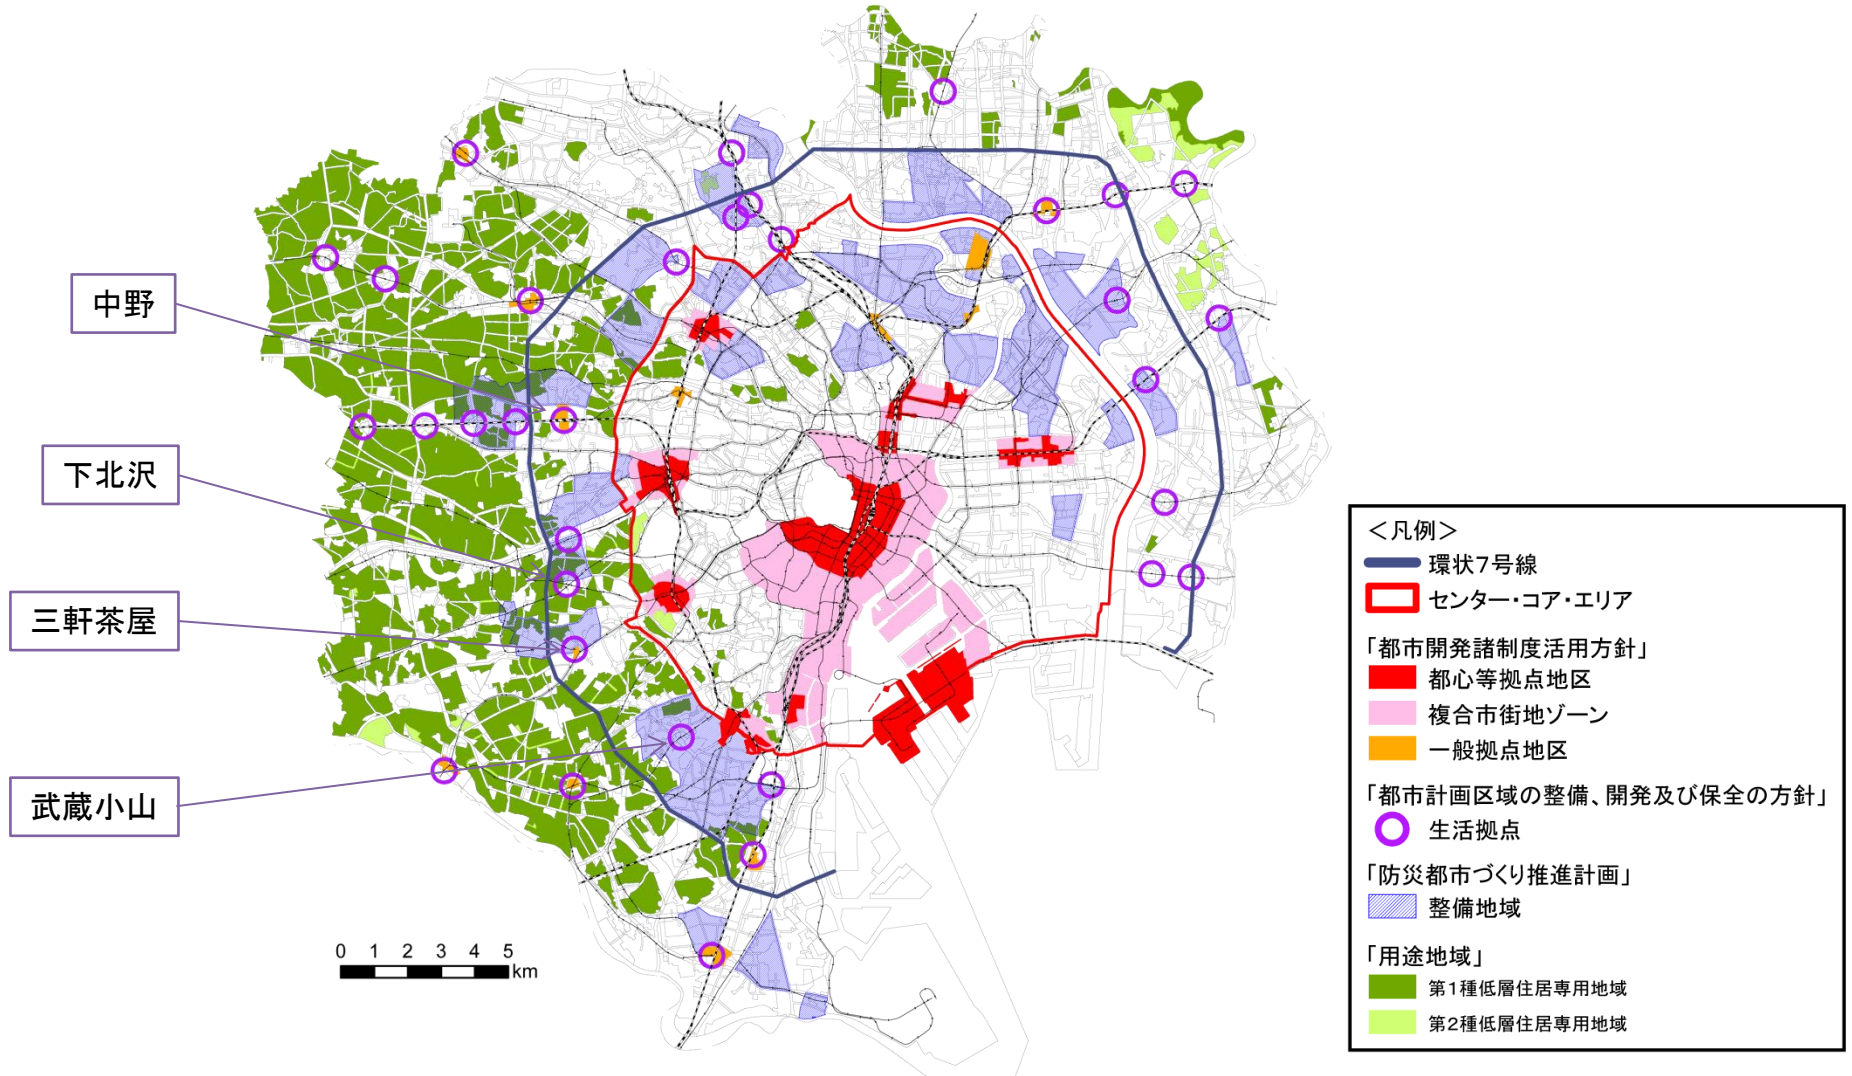 中野
下北沢
三軒茶屋
武蔵小山
0 1 2 3 4 5
km
＜凡例＞
環状7号線
センター・コア・エリア
「都市開発諸制度活用方針」
都心等拠点地区
複合市街地ゾーン
一般拠点地区
「都市計画区域の整備、開発及び保全の方針」
生活拠点
「防災都市づくり推進計画」
整備地域
「用途地域」
第1種低層住居専用地域
第2種低層住居専用地域